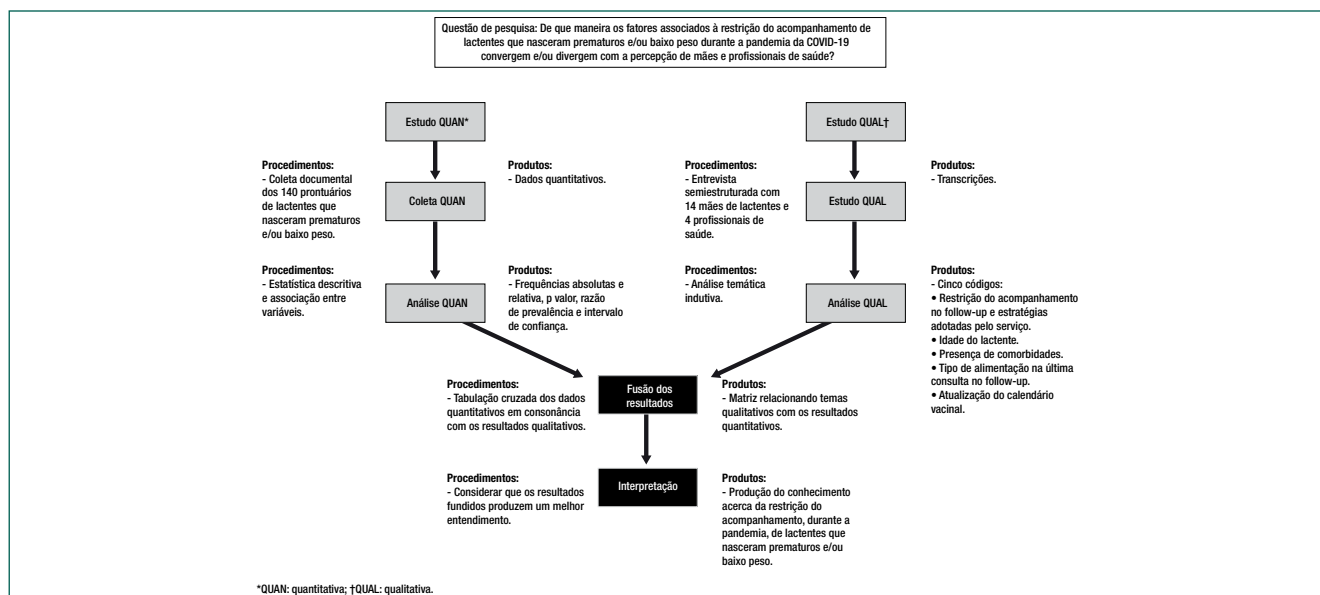 Questão de pesquisa: De que maneira os fatores associados à restrição do acompanhamento de
lactentes que nasceram prematuros e/ou baixo peso durante a pandemia da COVID-19
convergem e/ou divergem com a percepção de mães e profissionais de saúde?
Estudo QUAN*
Procedimentos:
- Coleta documental
dos 140 prontuários
de lactentes que
nasceram prematuros
e/ou baixo peso.
Coleta QUAN
Produtos:
- Dados quantitativos.
Procedimentos:
- Estatística descritiva
e associação entre
variáveis.
Análise QUAN
Produtos:
- Frequências absolutas e
relativa, p valor, razão
de prevalência e intervalo
de confiança.
Estudo QUAL†
Procedimentos:
- Entrevista
semiestruturada com
14 mães de lactentes e
4 profissionais de
saúde.
Estudo QUAL
Produtos:
- Transcrições.
Procedimentos:
- Análise temática
indutiva.
Análise QUAL
Produtos:
- Cinco códigos:
• Restrição do acompanhamento
no follow-up e estratégias
adotadas pelo serviço.
• Idade do lactente.
• Presença de comorbidades.
• Tipo de alimentação na última
consulta no follow-up.
• Atualização do calendário
vacinal.
Procedimentos:
- Tabulação cruzada dos dados
quantitativos em consonância
com os resultados qualitativos.
Fusão dos
resultados
Produtos:
- Matriz relacionando temas
qualitativos com os resultados
quantitativos.
Procedimentos:
- Considerar que os resultados
fundidos produzem um melhor
entendimento.
Interpretação
Produtos:
- Produção do conhecimento
acerca da restrição do
acompanhamento, durante a
pandemia, de lactentes que
nasceram prematuros e/ou
baixo peso.
*QUAN: quantitativa; †QUAL: qualitativa.